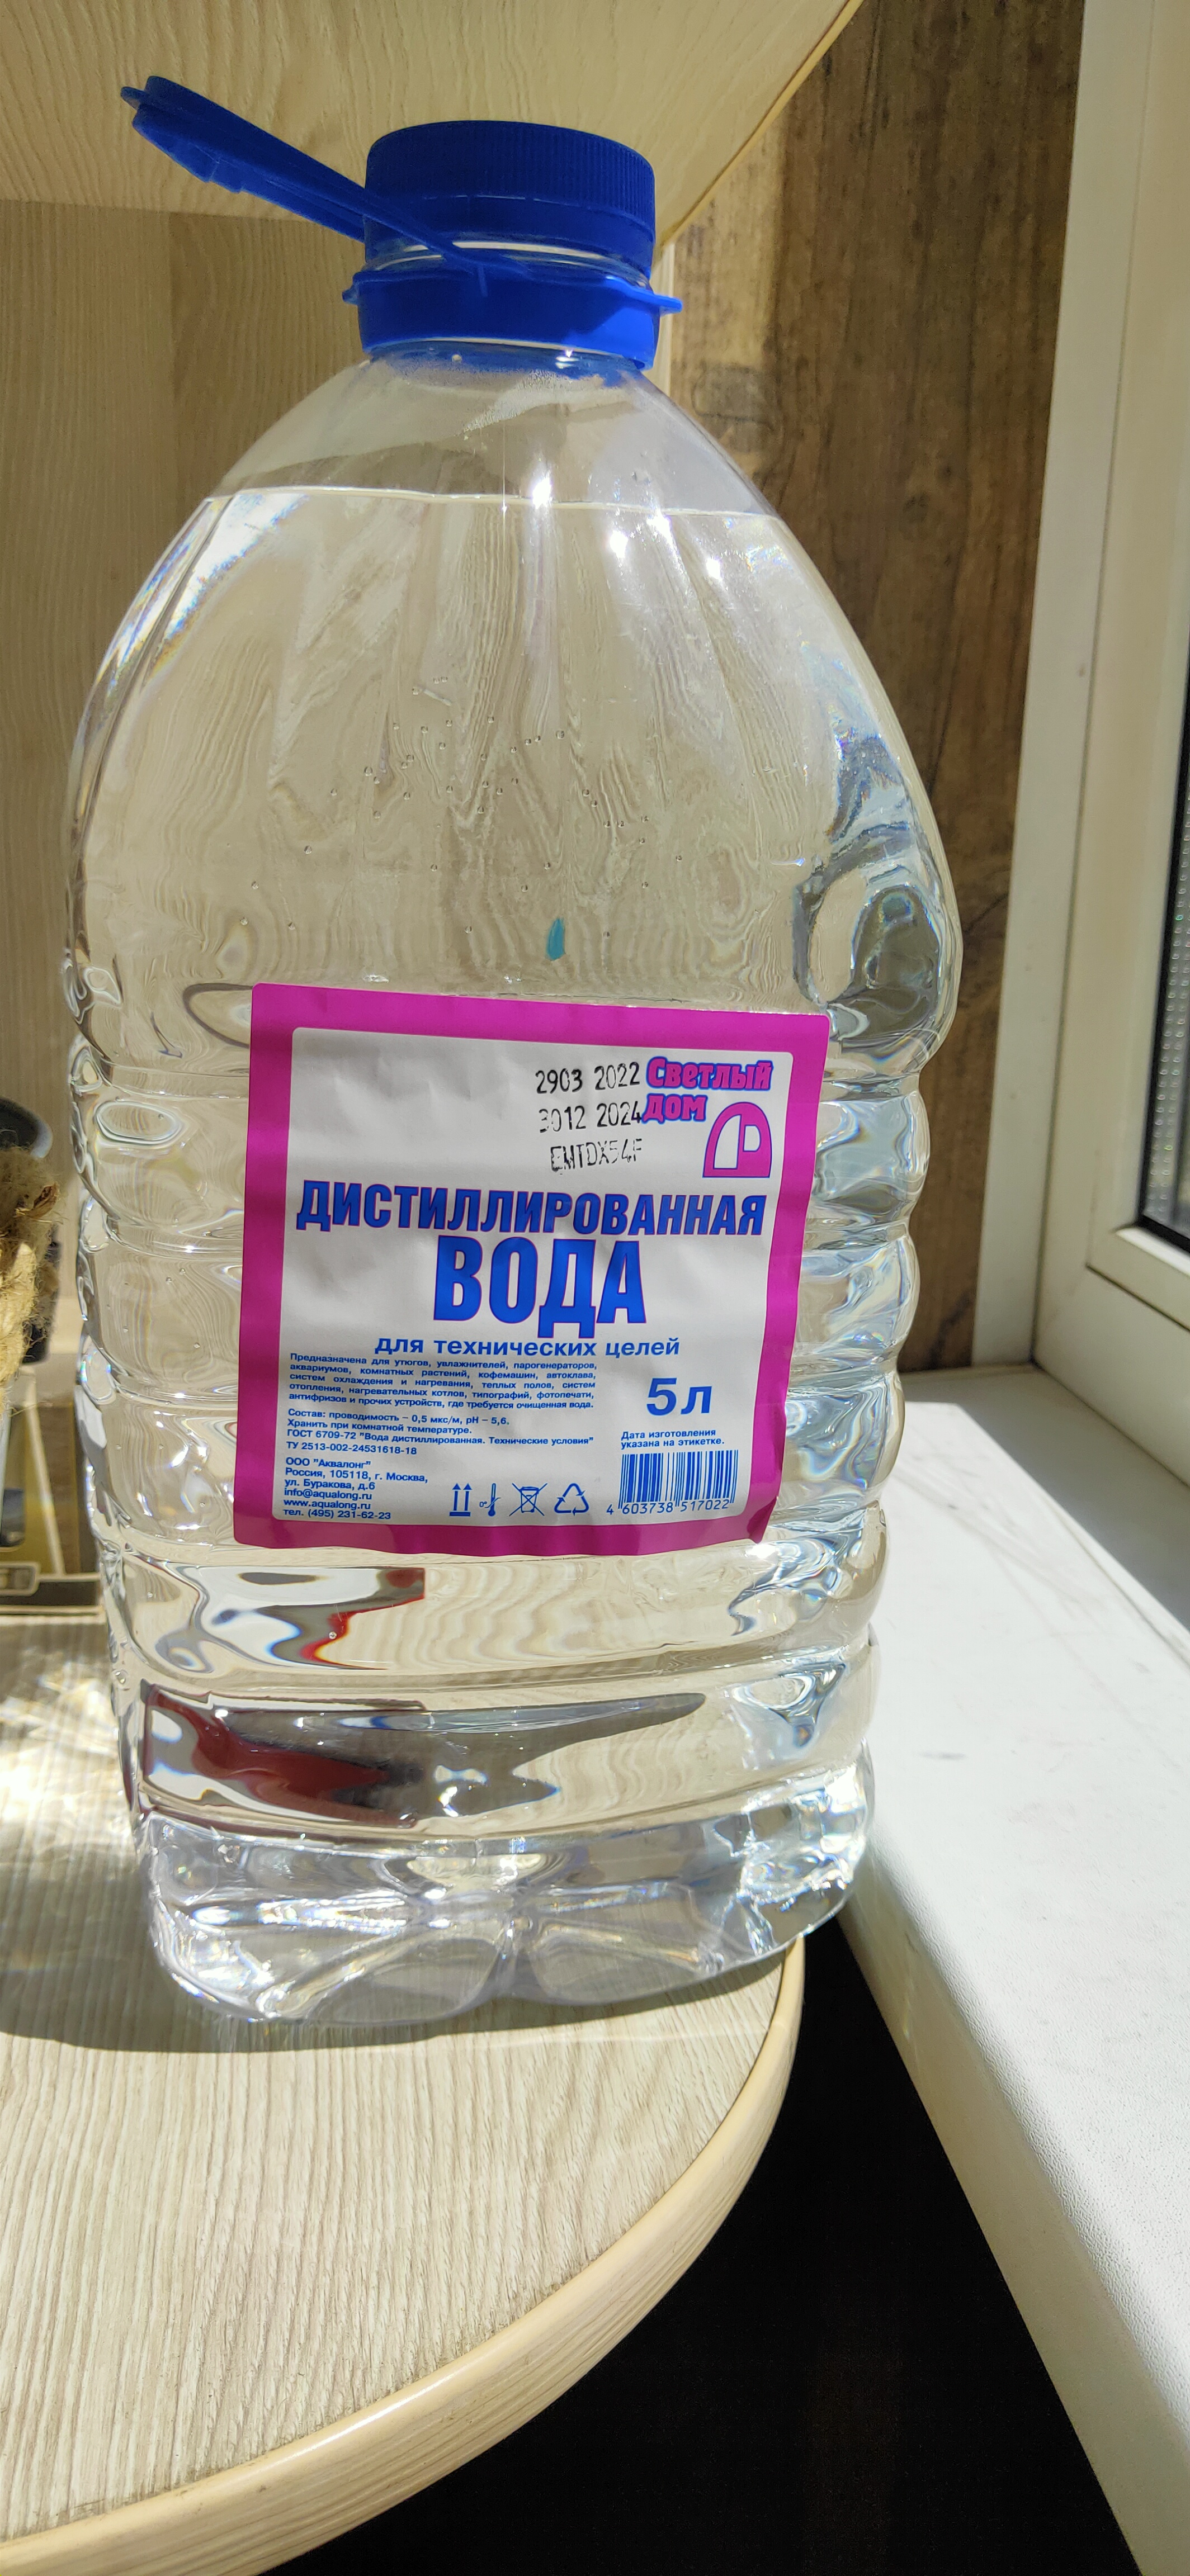 2903 2022
3012 2024
EMTDX54F
Светлый
дом
ДИСТИЛЛИРОВАННАЯ
ВОДА
для технических целей
Предназначена для утюгов, увлажнителей, парогенераторов,
аквариумов, комнатных растений, кофемашин, автоклава,
систем охлаждения и нагревания, теплых полов, систем
отопления, нагревательных котлов, типографий, фотопечати,
антифризов и прочих устройств, где требуется очищенная вода.
5л
Состав: проводимость – 0,5 мкс/м, pH – 5,6.
Хранить при комнатной температуре.
ГОСТ 6709-72 "Вода дистиллированная. Технические условия"
ТУ 2513-002-24531618-18
Дата изготовления
указана на этикетке.
ООО "Аквалонг"
Россия, 105118, г. Москва,
ул. Буракова, д.6
info@aqualong.ru
www.aqualong.ru
тел. (495) 231-62-23
4 603738 517022